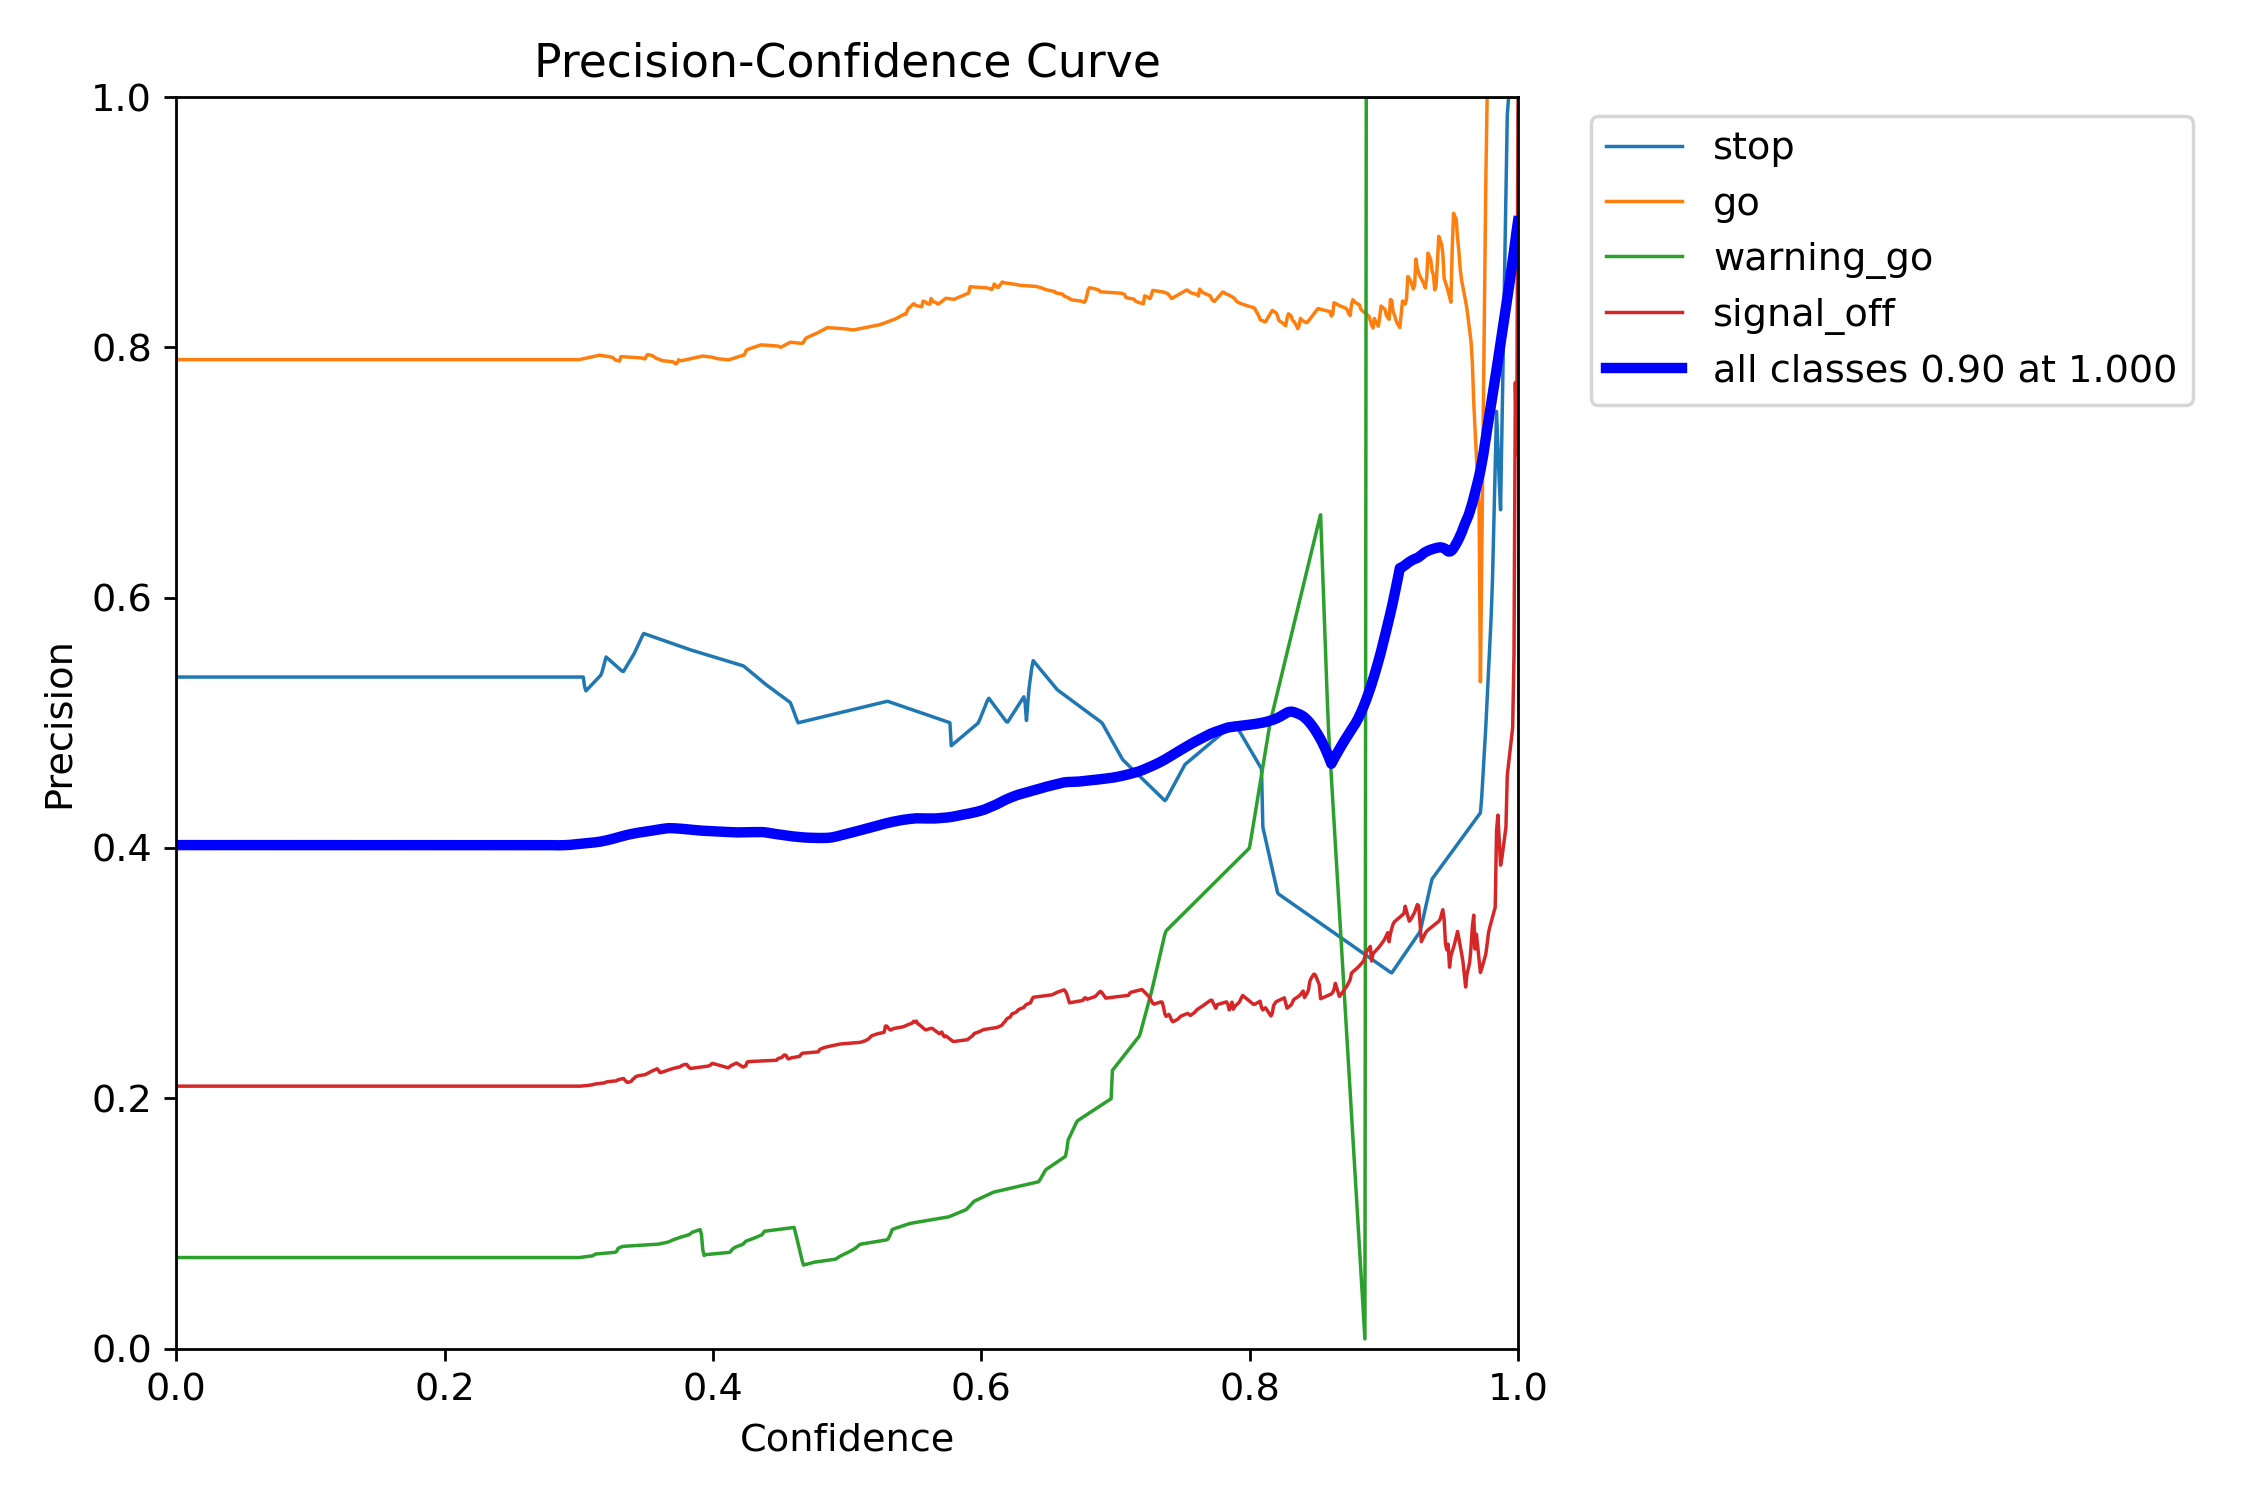 Precision-Confidence Curve
1.0
0.8
0.6
0.4
0.2
0.0
Precision
0.0 0.2 0.4 0.6 0.8 1.0
Confidence
stop
go
warning_go
signal_off
all classes 0.90 at 1.000